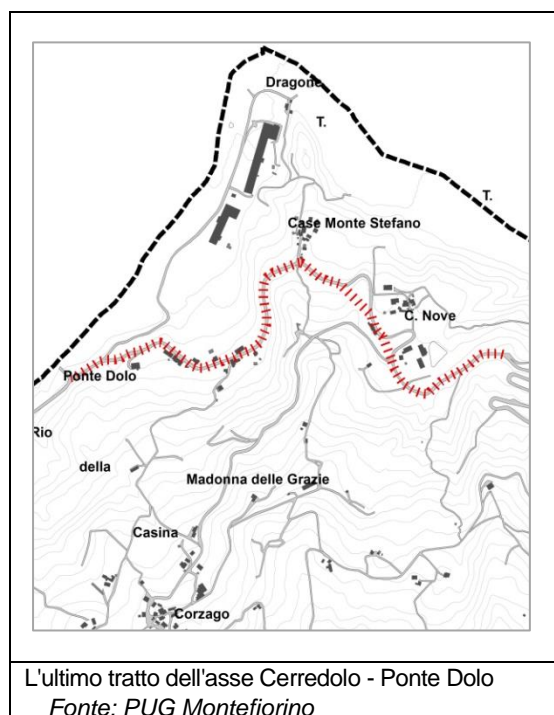 Dragone
T.
Case Monte Stefano
T.
C. Nove
Ponte Dolo
Rio
della
Madonna delle Grazie
Casina
Corzago
L'ultimo tratto dell'asse Cerredolo - Ponte Dolo
Fonte: PUG Montefiorino